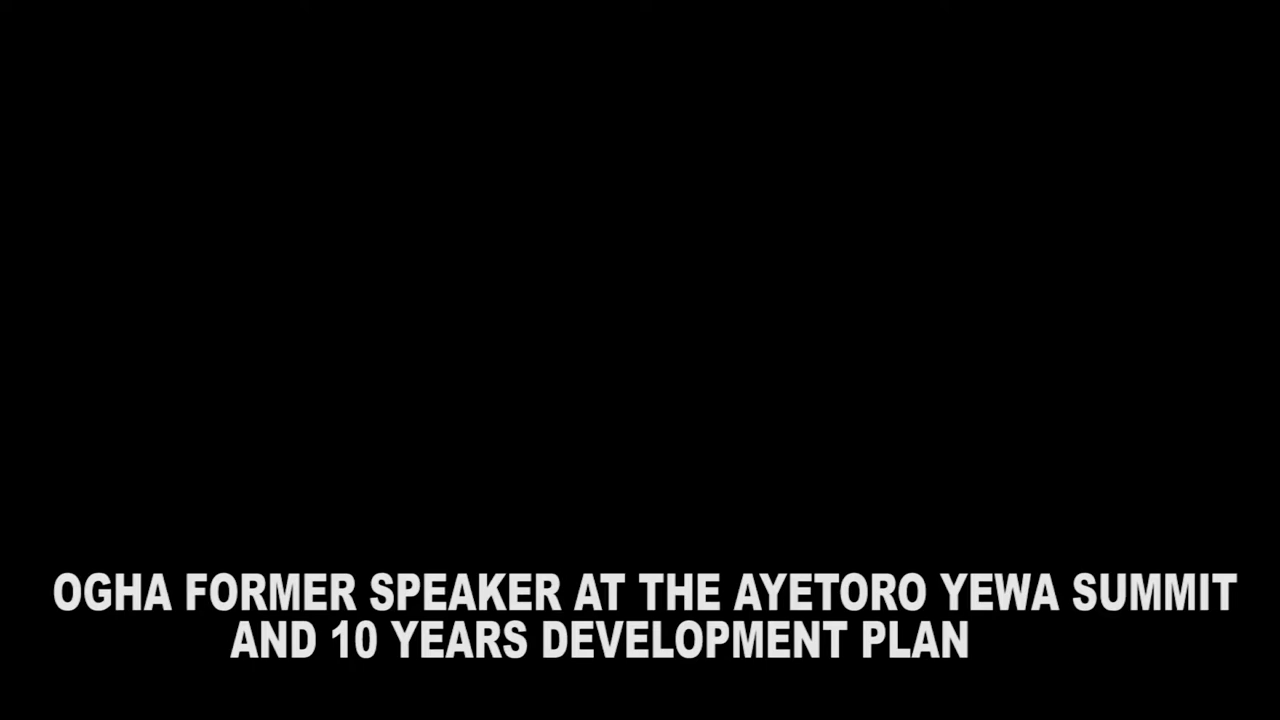 OGHA FORMER SPEAKER AT THE AYETORO YEWA SUMMIT
AND 10 YEARS DEVELOPMENT PLAN